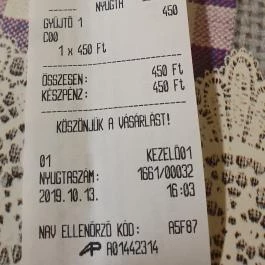 NYUGTA
450
GYŰJTŐ 1
C00
1 x 450 Ft
ÖSSZESEN: 450 Ft
KÉSZPÉNZ: 450 Ft
KÖSZÖNJÜK A VÁSÁRLÁST!
01 KEZELŐ01
NYUGTASZÁM: 1661/00032
2019.10.13. 16:03
NAV ELLENŐRZŐ KÓD: A5F87
AP A01442314